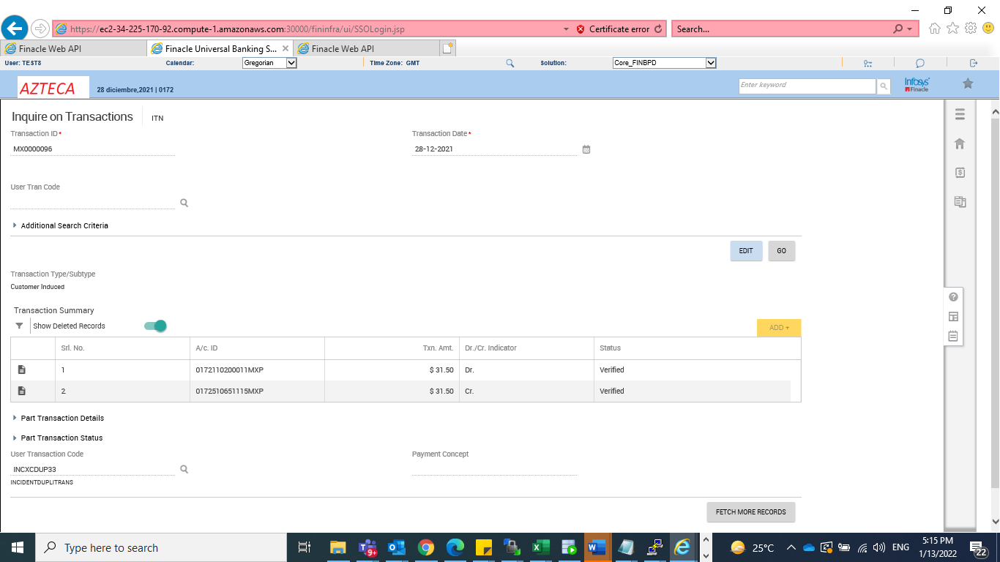 https://ec2-34-225-170-92.compute-1.amazonaws.com:30000/fininfra/ui/SSOLogin.jsp Certificate error Search...
Finacle Web API Finacle Universal Banking S... Finacle Web API
User: TEST8 Calendar: Gregorian Time Zone: GMT Solution: Core_FINBPD
AZTECA 28 diciembre,2021 | 0172 Enter keyword Infosys Finacle
Inquire on Transactions ITN
Transaction ID* Transaction Date*
MX0000096 28-12-2021
User Tran Code
Additional Search Criteria
EDIT GO
Transaction Type/Subtype
Customer Induced
Transaction Summary
Show Deleted Records ADD +
Srl. No. A/c. ID Txn. Amt. Dr./Cr. Indicator Status
1 0172110200011MXP $ 31.50 Dr. Verified
2 0172510651115MXP $ 31.50 Cr. Verified
Part Transaction Details
Part Transaction Status
User Transaction Code Payment Concept
INCXCDUP33
INCIDENTDUPLITRANS
FETCH MORE RECORDS
Type here to search 9+ 25°C ENG 5:15 PM
1/13/2022 22